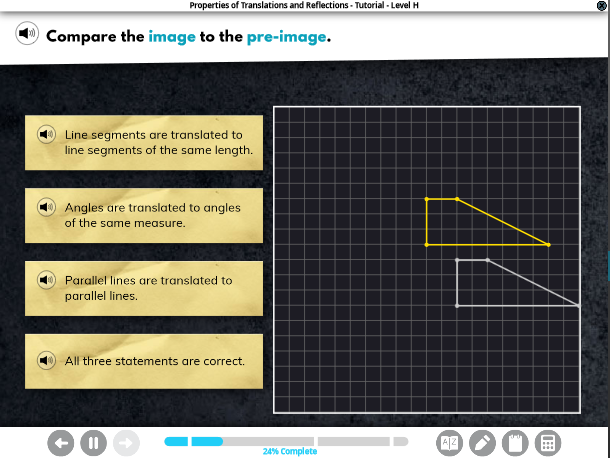 Properties of Translations and Reflections - Tutorial - Level H
Compare the image to the pre-image.
Line segments are translated to
line segments of the same length.
Angles are translated to angles
of the same measure.
Parallel lines are translated to
parallel lines.
All three statements are correct.
24% Complete
A Z